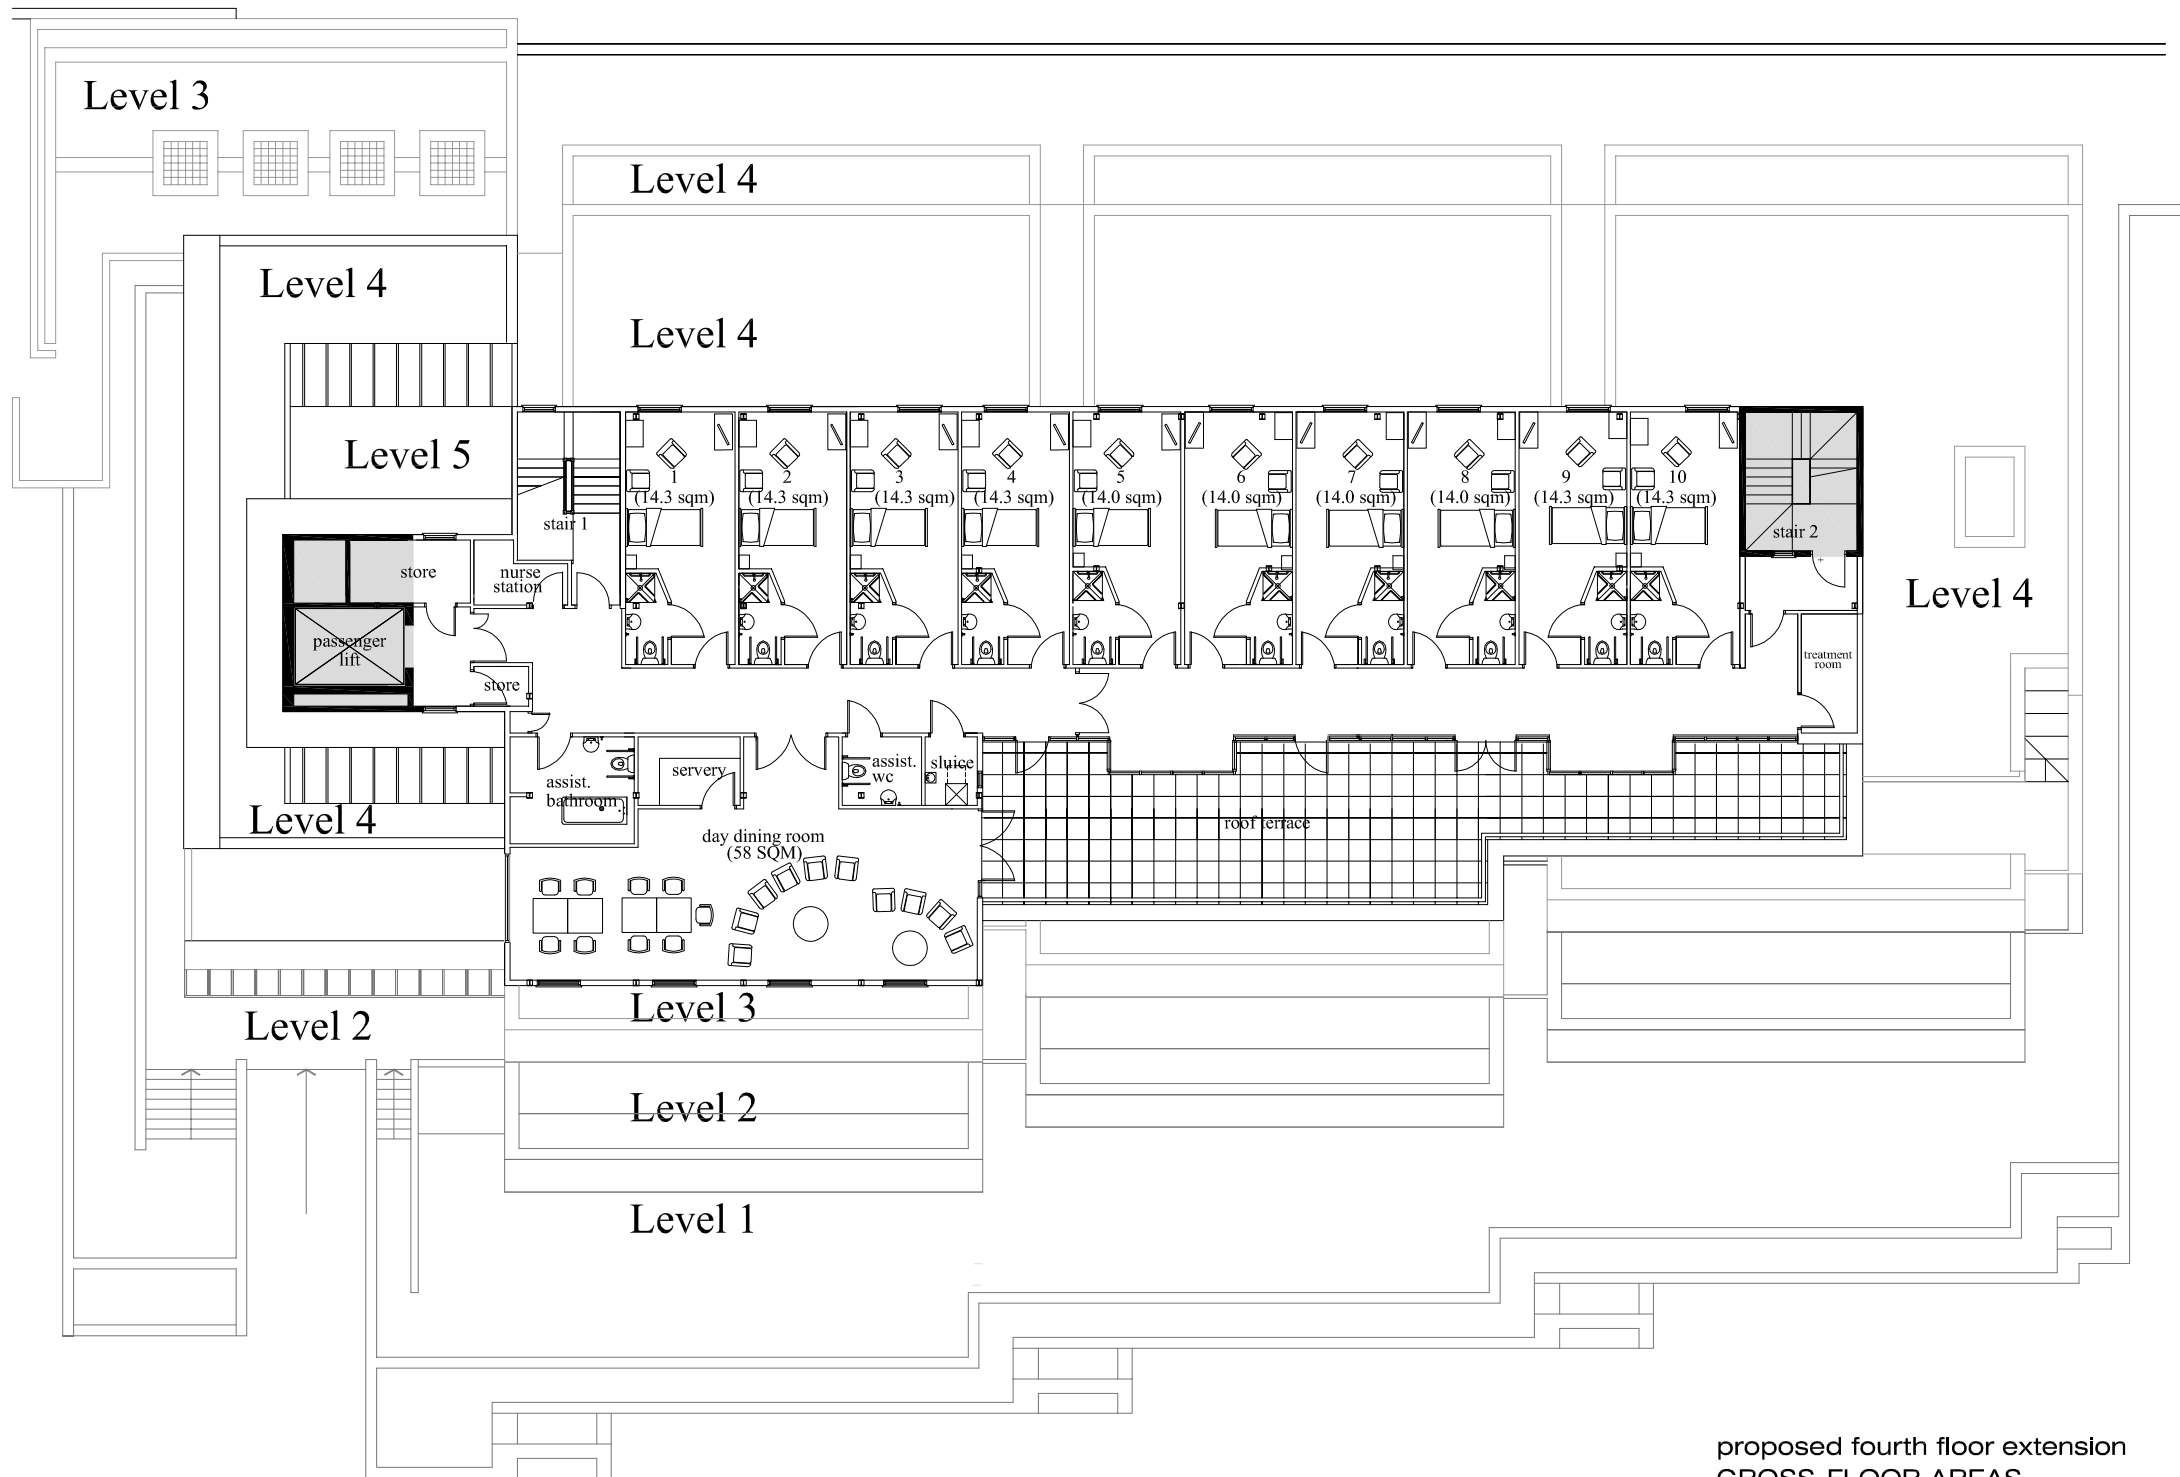 Level 3
Level 4
Level 4
Level 4
Level 5
1
(14.3 sqm)
2
(14.3 sqm)
3
(14.3 sqm)
4
(14.3 sqm)
5
(14.0 sqm)
6
(14.0 sqm)
7
(14.0 sqm)
8
(14.0 sqm)
9
(14.3 sqm)
10
(14.3 sqm)
stair 1
stair 2
store
nurse
station
Level 4
passenger
lift
store
treatment
room
assist.
bathroom
servery
assist.
wc
sluice
Level 4
day dining room
(58 SQM)
roof terrace
Level 3
Level 2
Level 2
Level 1
proposed fourth floor extension
GROSS FLOOR AREAS